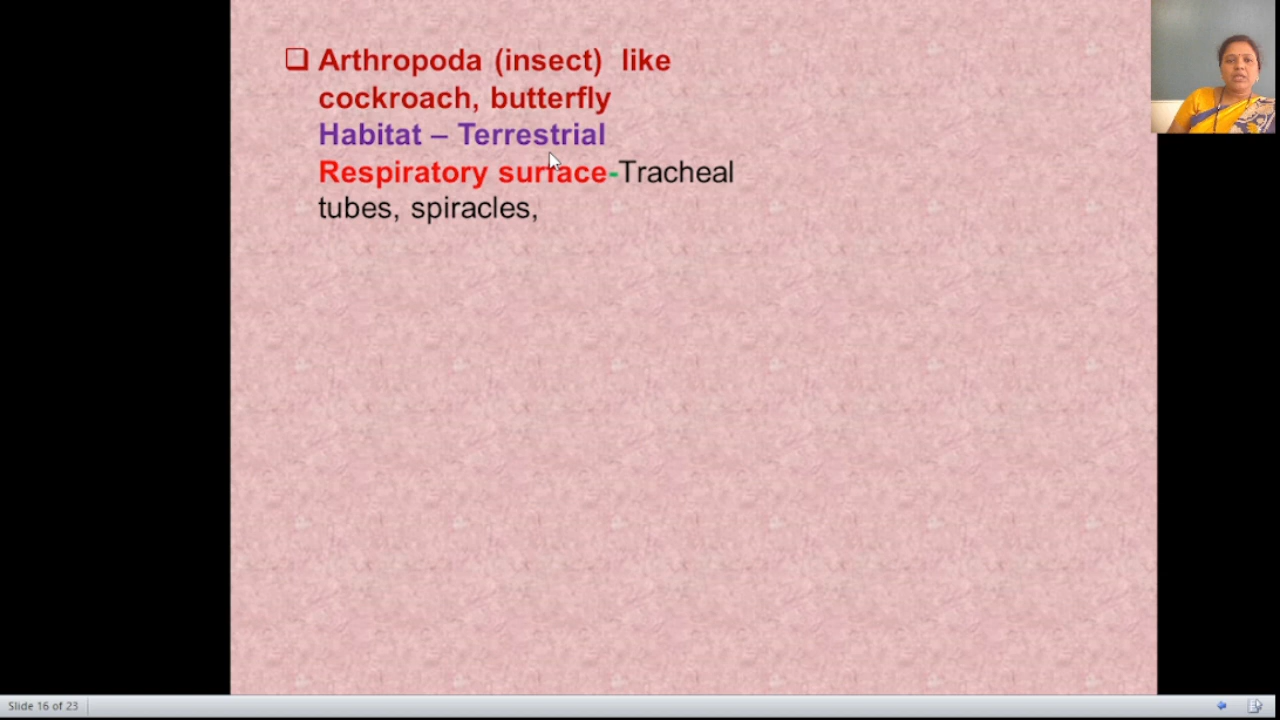 Arthropoda (insect) like
cockroach, butterfly
Habitat – Terrestrial
Respiratory surface-Tracheal
tubes, spiracles,
Slide 16 of 23